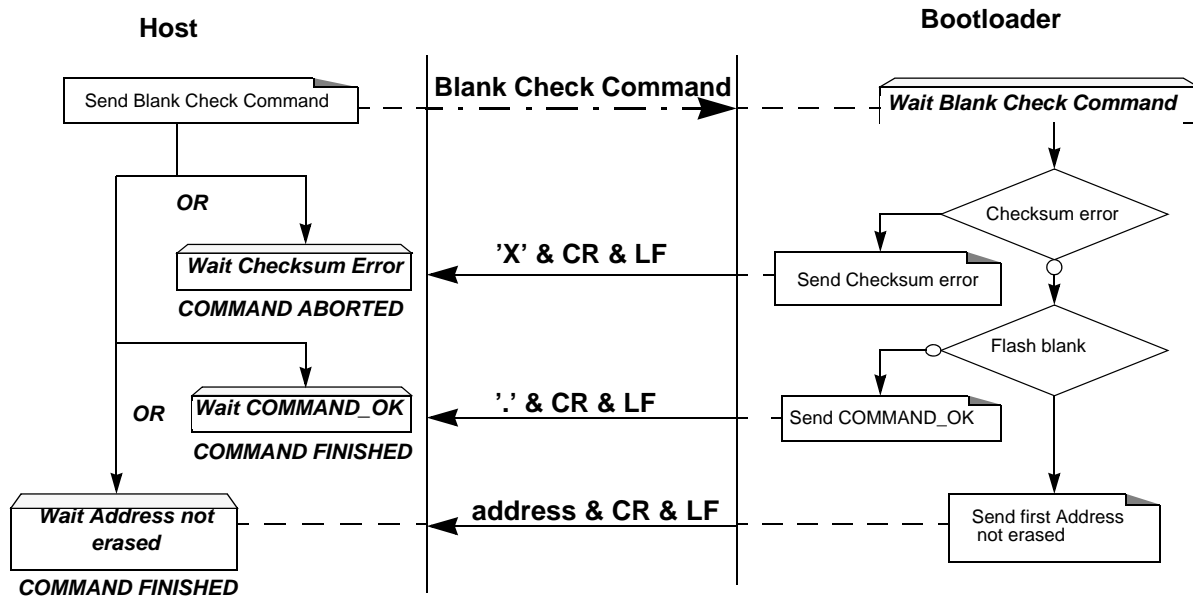 Host
Bootloader
Send Blank Check Command
Blank Check Command
Wait Blank Check Command
OR
Checksum error
Wait Checksum Error
’X’ & CR & LF
Send Checksum error
COMMAND ABORTED
Flash blank
OR
Wait COMMAND_OK
’.’ & CR & LF
Send COMMAND_OK
COMMAND FINISHED
Wait Address not
erased
address & CR & LF
Send first Address
not erased
COMMAND FINISHED